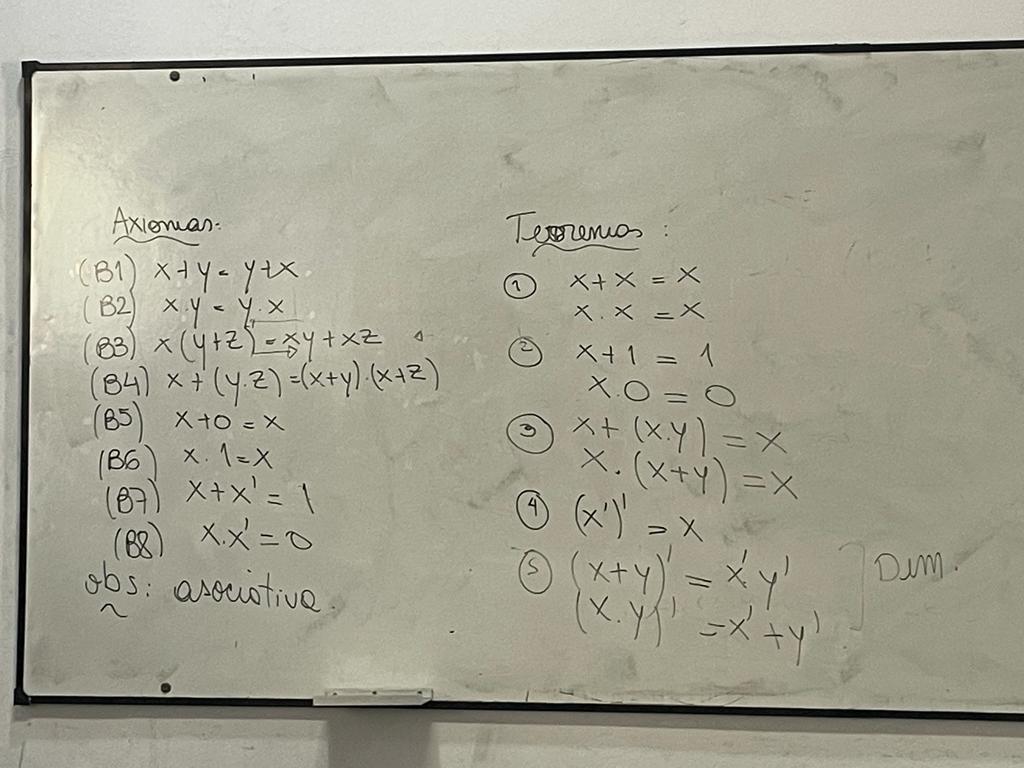 Axiomas.
(B1) x+y = y+x
(B2) x.y = y.x
(B3) x(y+z) = xy+xz
(B4) x+(y.z)=(x+y).(x+z)
(B5) x+0=x
(B6) x.1=x
(B7) x+x' = 1
(B8) x.x' = 0
obs: asociativa.
Teoremas:
① x+x = x
x.x = x
② x+1 = 1
x.0 = 0
③ x+(x.y) = x
x.(x+y) = x
④ (x')' = x
⑤ (x+y)' = x'.y'
(x.y)' = x'+y'
Dem.